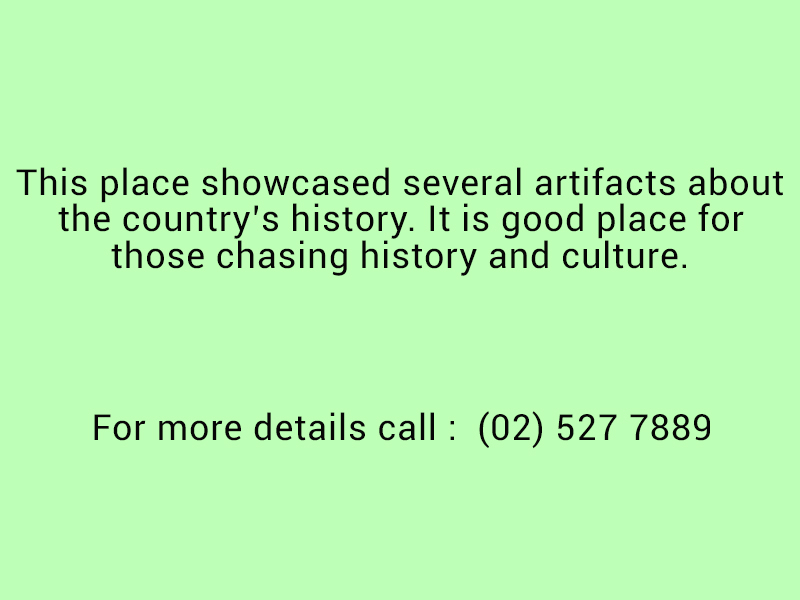 This place showcased several artifacts about
the country's history. It is good place for
those chasing history and culture.
For more details call :  (02) 527 7889